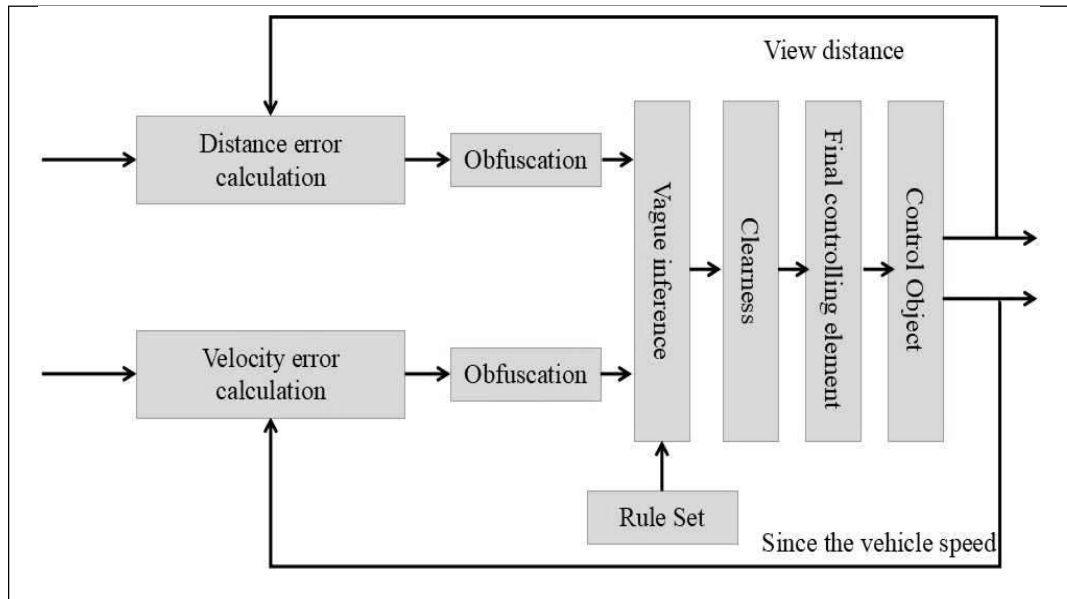 View distance
Distance error
calculation
Obfuscation
Vague inference
Clearness
Final controlling element
Control Object
Velocity error
calculation
Obfuscation
Rule Set
Since the vehicle speed